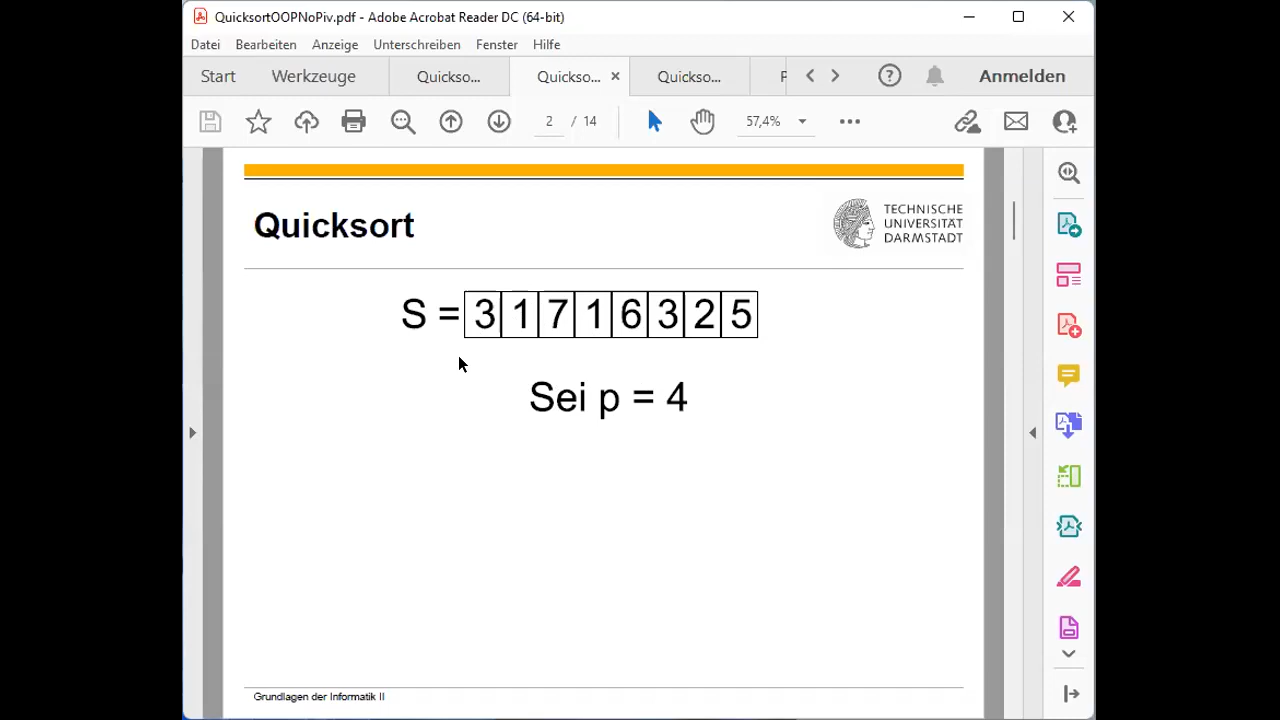 QuicksortOOPNoPiv.pdf - Adobe Acrobat Reader DC (64-bit)
Datei Bearbeiten Anzeige Unterschreiben Fenster Hilfe
Start Werkzeuge Quickso... Quickso... × Quickso... Anmelden
2 / 14 57,4%
Quicksort
TECHNISCHE
UNIVERSITÄT
DARMSTADT
S = 3 1 7 1 6 3 2 5
Sei p = 4
Grundlagen der Informatik II